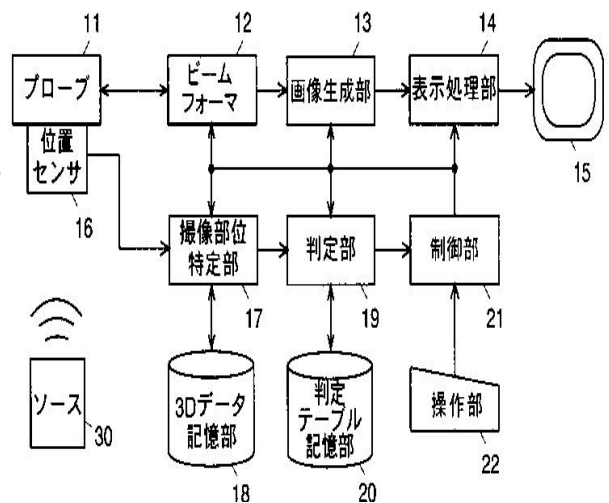 11
12
13
14
プローブ
ビーム
フォーマ
画像生成部
表示処理部
15
位置
センサ
16
撮像部位
特定部
17
判定部
19
制御部
21
ソース
30
3Dデータ
記憶部
18
判定
テーブル
記憶部
20
操作部
22